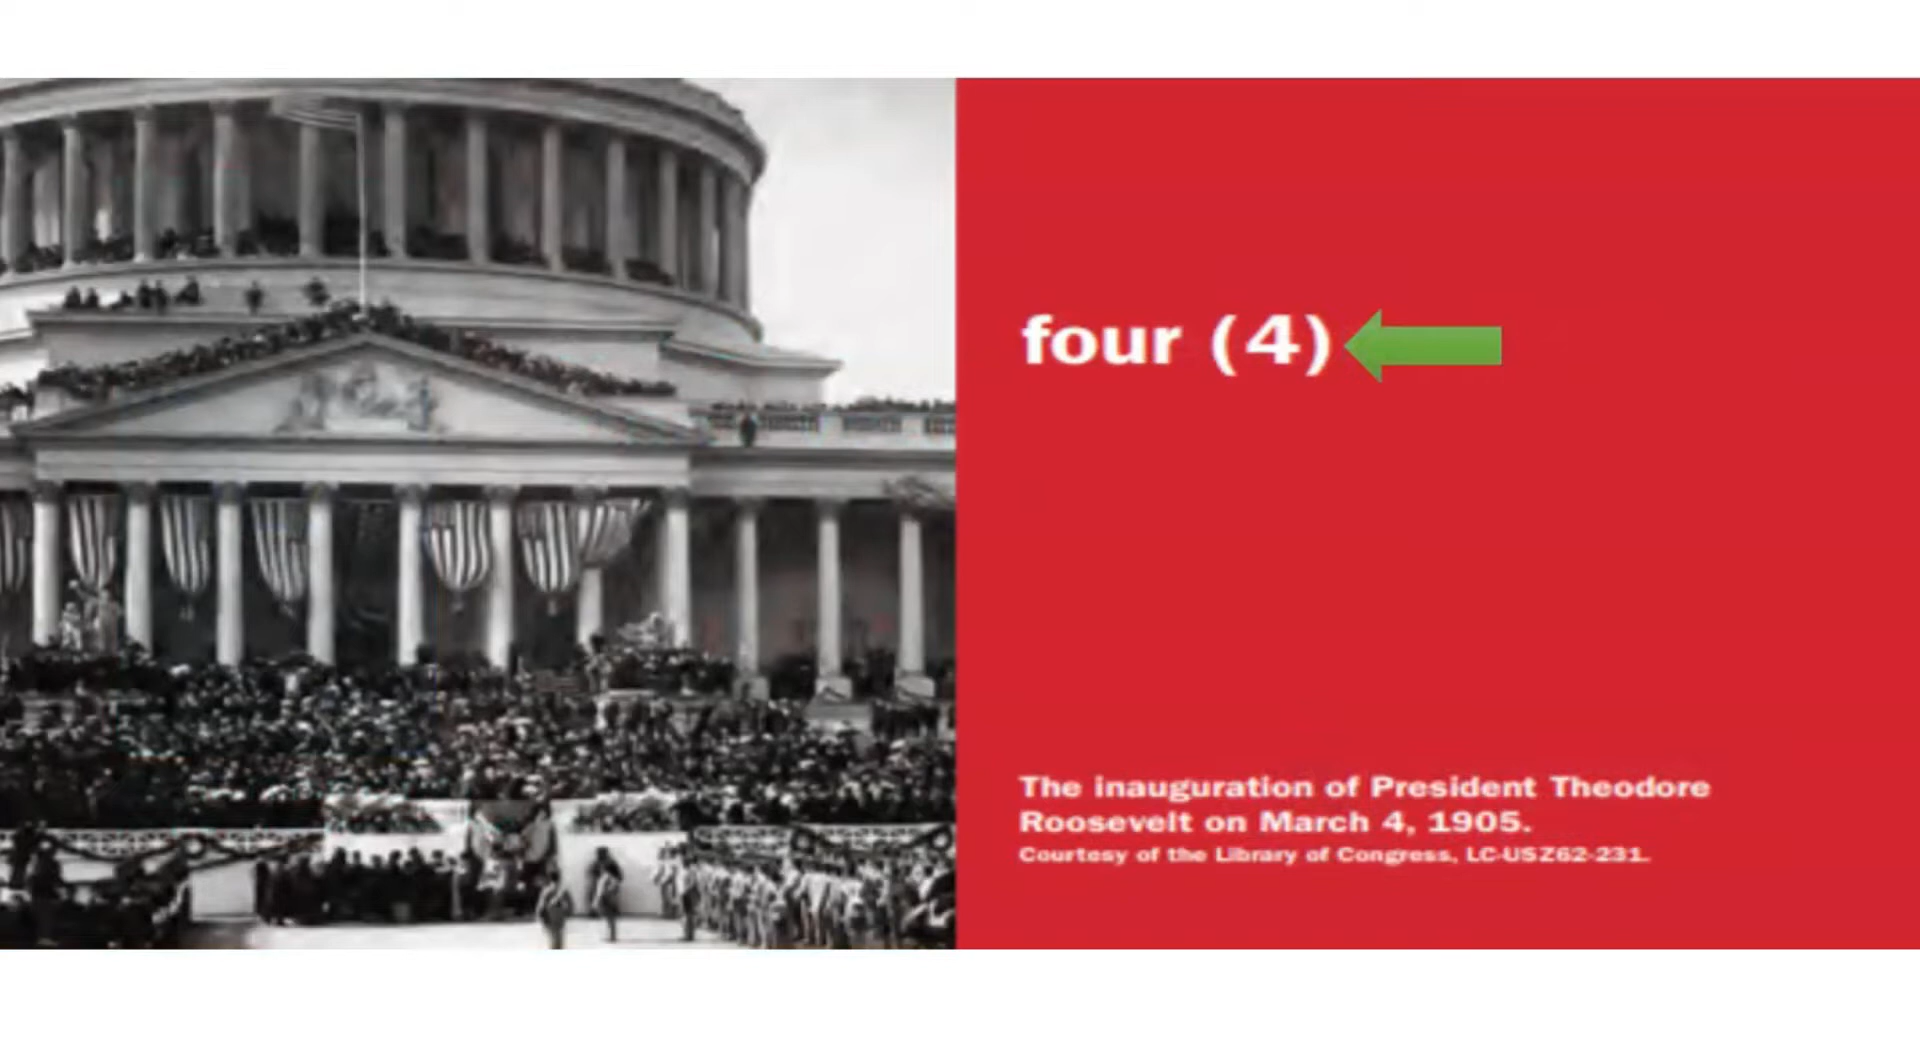 four (4)
The inauguration of President Theodore
Roosevelt on March 4, 1905.
Courtesy of the Library of Congress, LC-USZ62-231.